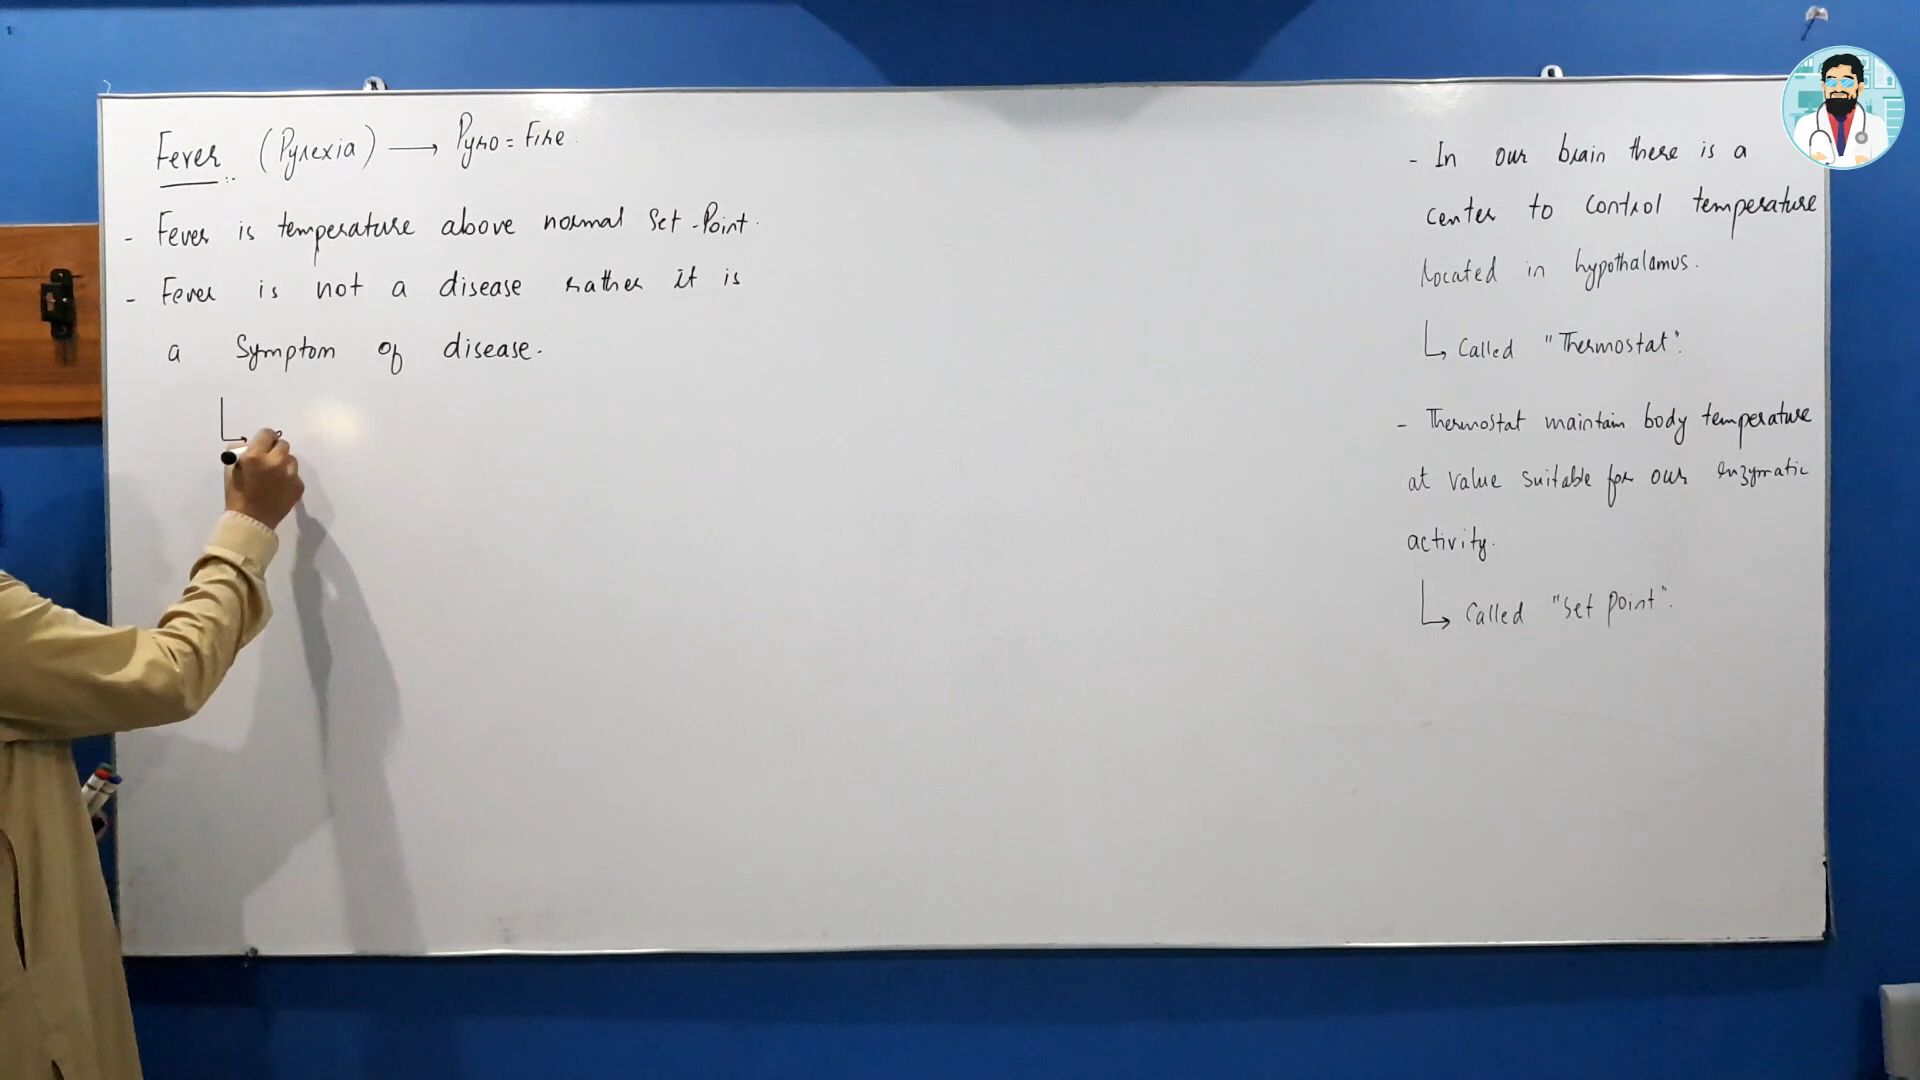 Fever (Pyrexia) → Pyro = Fire.
- Fever is temperature above normal Set-Point.
- Fever is not a disease rather it is
a Symptom of disease.
- In our brain there is a
center to control temperature
located in hypothalamus.
↳ Called "Thermostat".
- Thermostat maintain body temperature
at value suitable for our enzymatic
activity.
↳ Called "Set point".